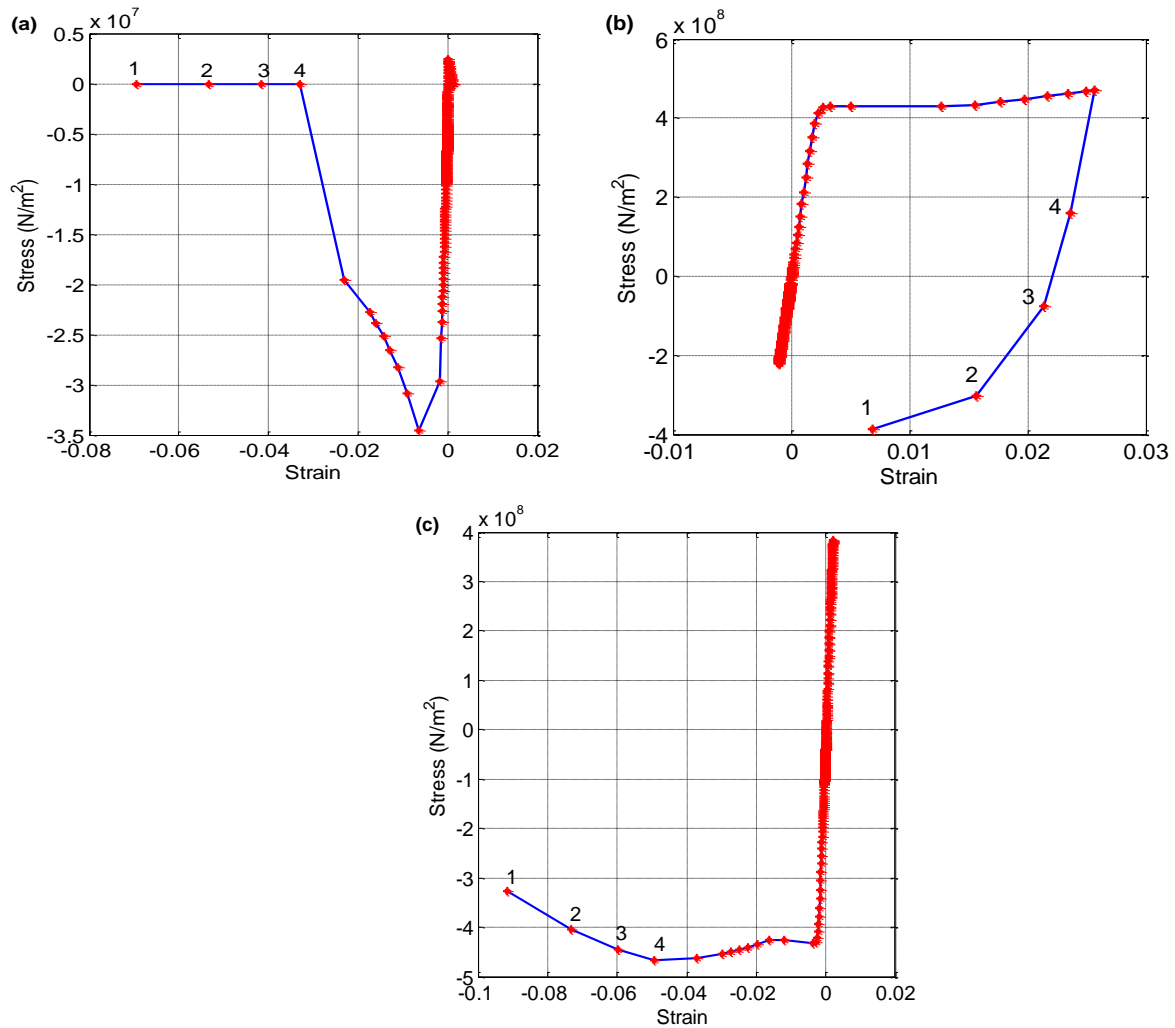 (a)
x 10^7
0.5
0
-0.5
-1
-1.5
-2
-2.5
-3
-3.5
Stress (N/m^2)
1 2 3 4
-0.08 -0.06 -0.04 -0.02 0 0.02
Strain
(b)
x 10^8
6
4
2
0
-2
-4
Stress (N/m^2)
4
3
2
1
-0.01 0 0.01 0.02 0.03
Strain
(c)
x 10^8
4
3
2
1
0
-1
-2
-3
-4
-5
Stress (N/m^2)
1
2
3
4
-0.1 -0.08 -0.06 -0.04 -0.02 0 0.02
Strain